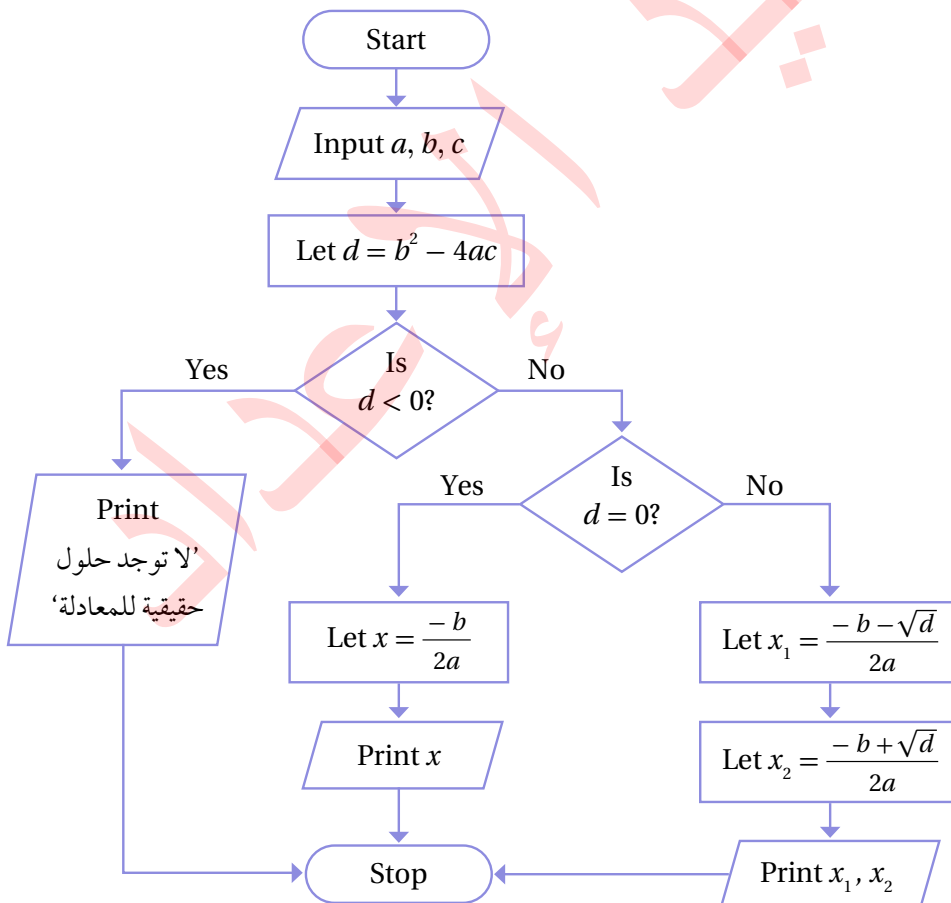 Start
Input a, b, c
Let d = b² − 4ac
Is
d < 0?
Yes
No
Print
’لا توجد حلول
حقيقية للمعادلة‘
Is
d = 0?
Yes
No
Let x = −b / 2a
Print x
Let x₁ = −b − √d / 2a
Let x₂ = −b + √d / 2a
Print x₁, x₂
Stop